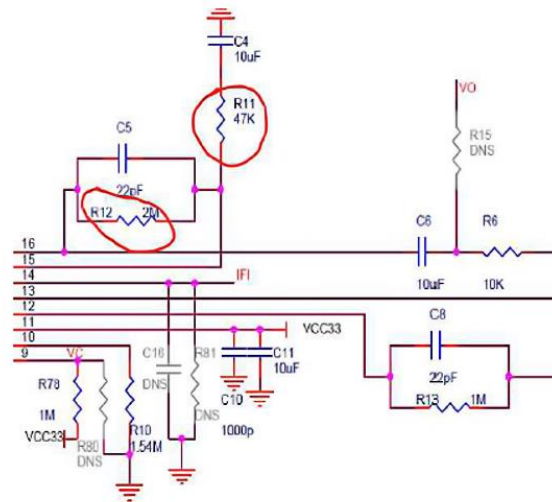 C4
10uF
R11
47K
VO
C5
R15
DNS
22pF
R12 2M
C6
R6
16
15
14
IFI
10uF
10K
13
12
C8
11
VCC33
10
9
VC
C16
R81
C11
10uF
R78
DNS
22pF
R13 1M
1M
DNS
C10
VCC33
R10
1000p
R80
1.54M
DNS